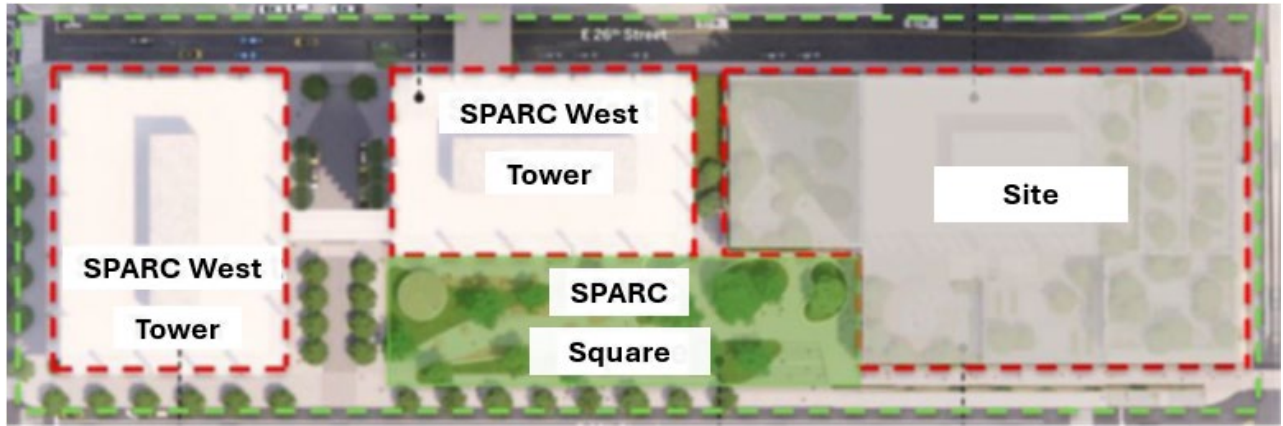 E 26th Street
SPARC West
Tower
Site
SPARC West
Tower
SPARC
Square